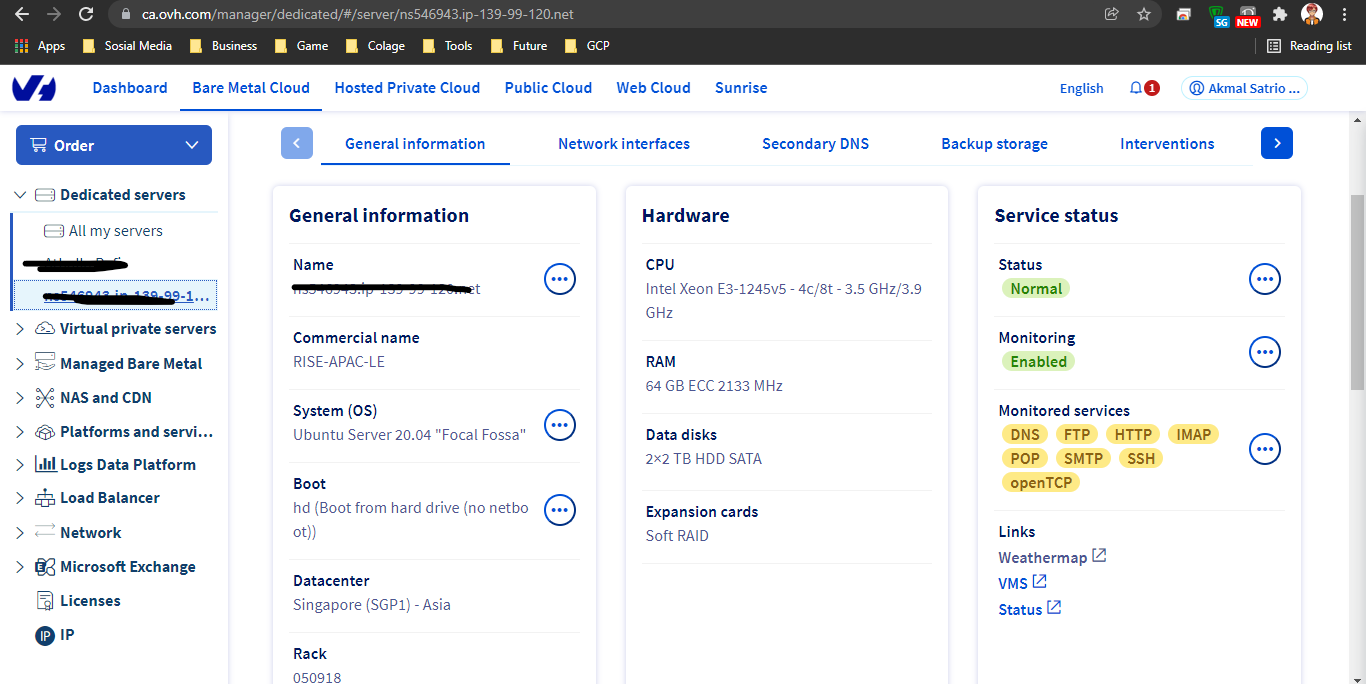 ca.ovh.com/manager/dedicated/#/server/ns546943.ip-139-99-120.net
SG NEW
Apps Sosial Media Business Game Colage Tools Future GCP Reading list
Dashboard Bare Metal Cloud Hosted Private Cloud Public Cloud Web Cloud Sunrise English 1 Akmal Satrio ...
Order
Dedicated servers
All my servers
Virtual private servers
Managed Bare Metal
NAS and CDN
Platforms and servi...
Logs Data Platform
Load Balancer
Network
Microsoft Exchange
Licenses
IP IP
General information Network interfaces Secondary DNS Backup storage Interventions
General information
Name
Commercial name
RISE-APAC-LE
System (OS)
Ubuntu Server 20.04 "Focal Fossa"
Boot
hd (Boot from hard drive (no netbo
ot))
Datacenter
Singapore (SGP1) - Asia
Rack
050918
Hardware
CPU
Intel Xeon E3-1245v5 - 4c/8t - 3.5 GHz/3.9
GHz
RAM
64 GB ECC 2133 MHz
Data disks
2×2 TB HDD SATA
Expansion cards
Soft RAID
Service status
Status
Normal
Monitoring
Enabled
Monitored services
DNS FTP HTTP IMAP
POP SMTP SSH
openTCP
Links
Weathermap
VMS
Status